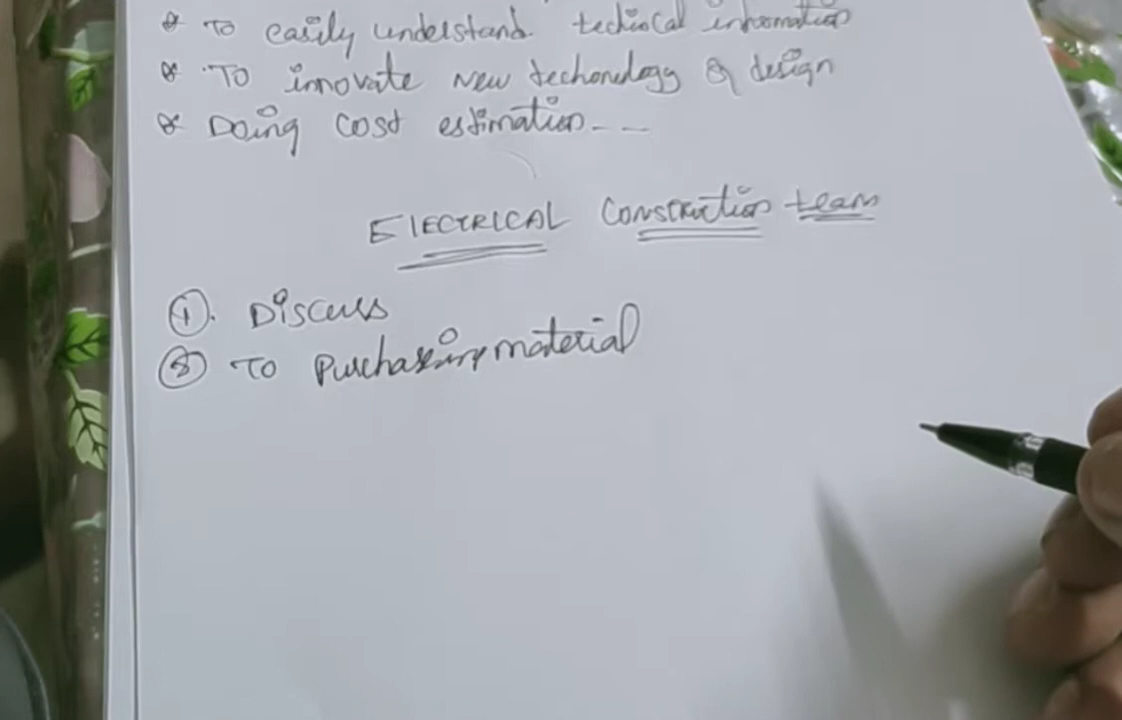 * To easily understand techincal information
* To innovate new techonology & design
* Doing cost estimation---
ELECTRICAL Construction team
①. Discuss
② To purchasing material